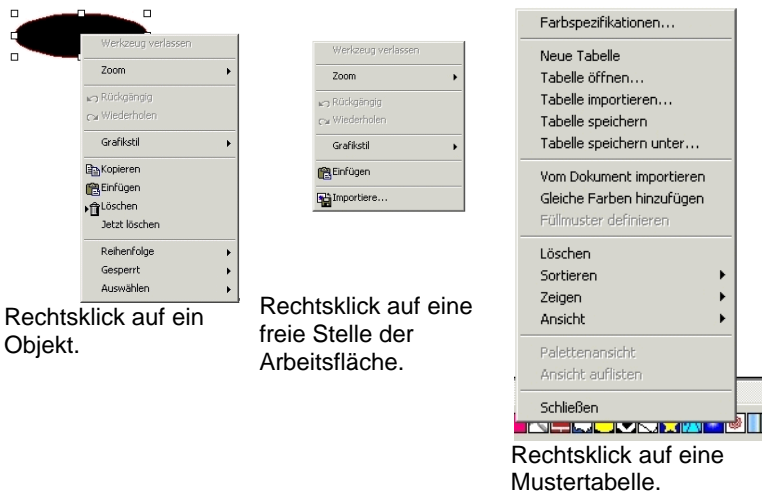 Werkzeug verlassen
Zoom
Rückgängig
Wiederholen
Grafikstil
Kopieren
Einfügen
Löschen
Jetzt löschen
Reihenfolge
Gesperrt
Auswählen
Rechtsklick auf ein
Objekt.
Werkzeug verlassen
Zoom
Rückgängig
Wiederholen
Grafikstil
Einfügen
Importiere...
Rechtsklick auf eine
freie Stelle der
Arbeitsfläche.
Farbspezifikationen...
Neue Tabelle
Tabelle öffnen...
Tabelle importieren...
Tabelle speichern
Tabelle speichern unter...
Vom Dokument importieren
Gleiche Farben hinzufügen
Füllmuster definieren
Löschen
Sortieren
Zeigen
Ansicht
Palettenansicht
Ansicht auflisten
Schließen
Rechtsklick auf eine
Mustertabelle.